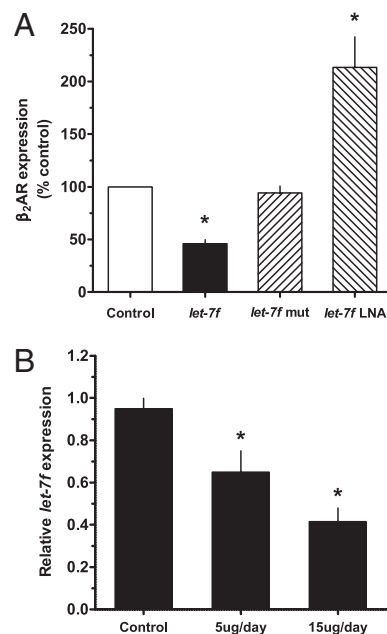 A
β₂AR expression
(% control)
250
200
150
100
50
0
*
*
Control
let-7f
let-7f mut
let-7f LNA
B
Relative let-7f expression
1.2
1.0
0.8
0.6
0.4
0.2
0.0
*
*
Control
5ug/day
15ug/day